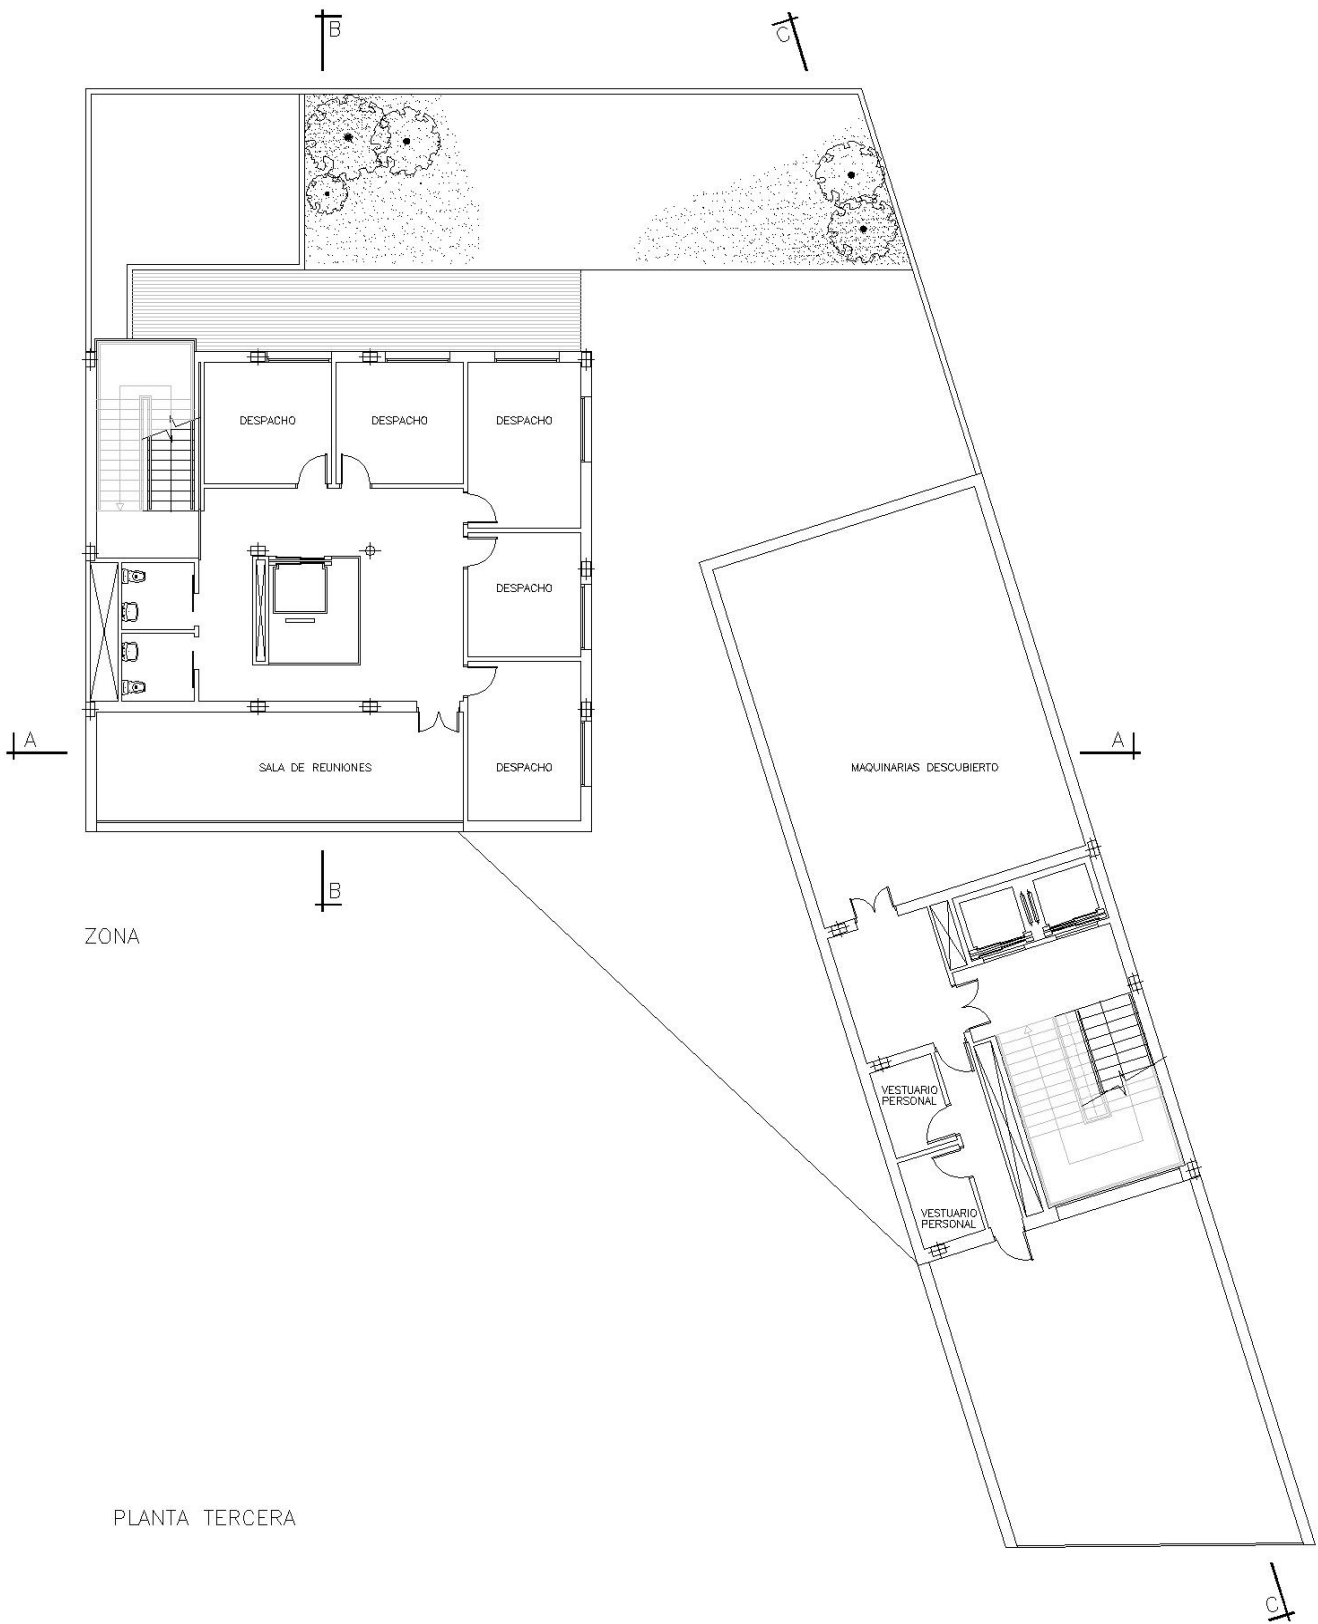 B
C
DESPACHO
DESPACHO
DESPACHO
DESPACHO
A
A
SALA DE REUNIONES
DESPACHO
MAQUINARIAS DESCUBIERTO
B
ZONA
VESTUARIO
PERSONAL
VESTUARIO
PERSONAL
PLANTA TERCERA
C